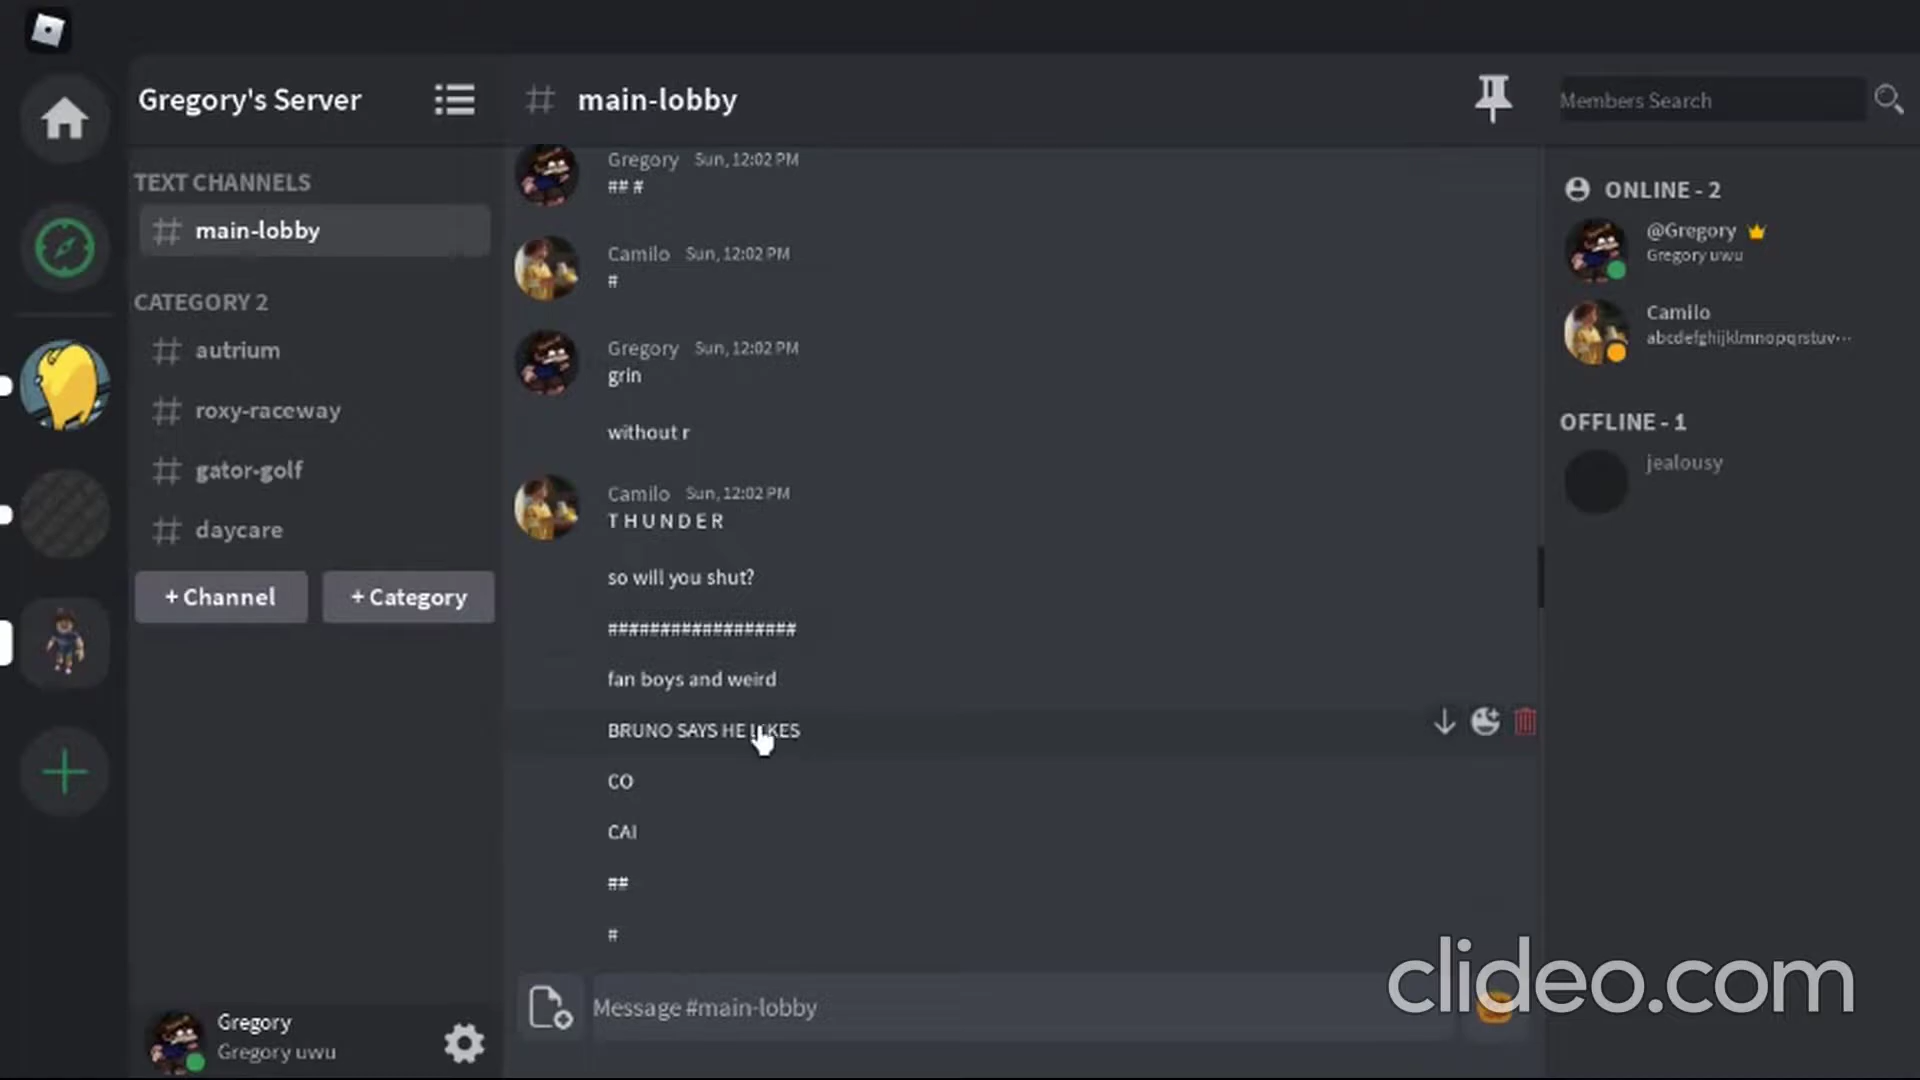 Gregory's Server
# main-lobby
Members Search
TEXT CHANNELS
# main-lobby
CATEGORY 2
# autrium
# roxy-raceway
# gator-golf
# daycare
+ Channel
+ Category
Gregory
Gregory uwu
Gregory Sun, 12:02 PM
## #
Camilo Sun, 12:02 PM
#
Gregory Sun, 12:02 PM
grin
without r
Camilo Sun, 12:02 PM
T H U N D E R
so will you shut?
##################
fan boys and weird
BRUNO SAYS HE LIKES
CO
CAI
##
#
Message #main-lobby
ONLINE - 2
@Gregory
Gregory uwu
Camilo
abcdefghijklmnopqrstuv···
OFFLINE - 1
jealousy
clideo.com